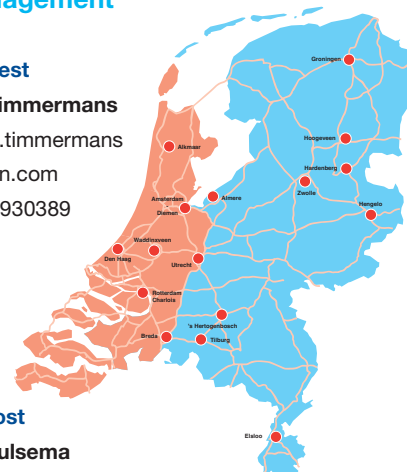 agement
est
immermans
.timmermans
n.com
930389
Groningen
Hoogeveen
Hardenberg
Zwolle
Hengelo
Alkmaar
Almere
Amsterdam
Diemen
Waddinxveen
Den Haag
Utrecht
Rotterdam
Charlois
's Hertogenbosch
Breda
Tilburg
Elsloo
ost
ulsema